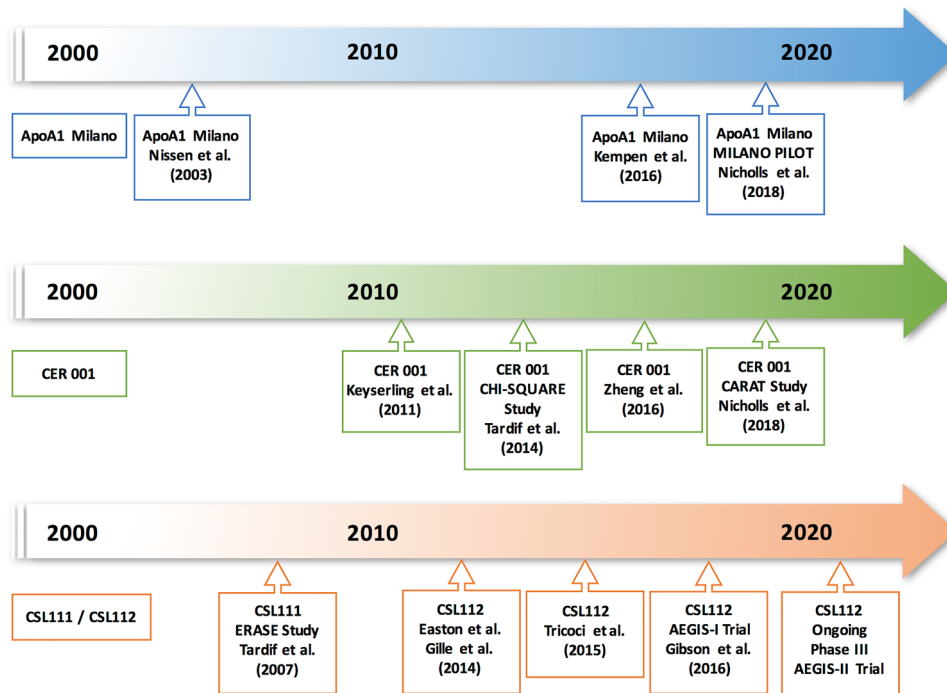 2000
2010
2020
ApoA1 Milano
ApoA1 Milano
Nissen et al.
(2003)
ApoA1 Milano
Kempen et al.
(2016)
ApoA1 Milano
MILANO PILOT
Nicholls et al.
(2018)
2000
2010
2020
CER 001
CER 001
Keyserling et al.
(2011)
CER 001
CHI-SQUARE
Study
Tardif et al.
(2014)
CER 001
Zheng et al.
(2016)
CER 001
CARAT Study
Nicholls et al.
(2018)
2000
2010
2020
CSL111 / CSL112
CSL111
ERASE Study
Tardif et al.
(2007)
CSL112
Easton et al.
Gille et al.
(2014)
CSL112
Tricoci et al.
(2015)
CSL112
AEGIS-I Trial
Gibson et al.
(2016)
CSL112
Ongoing
Phase III
AEGIS-II Trial